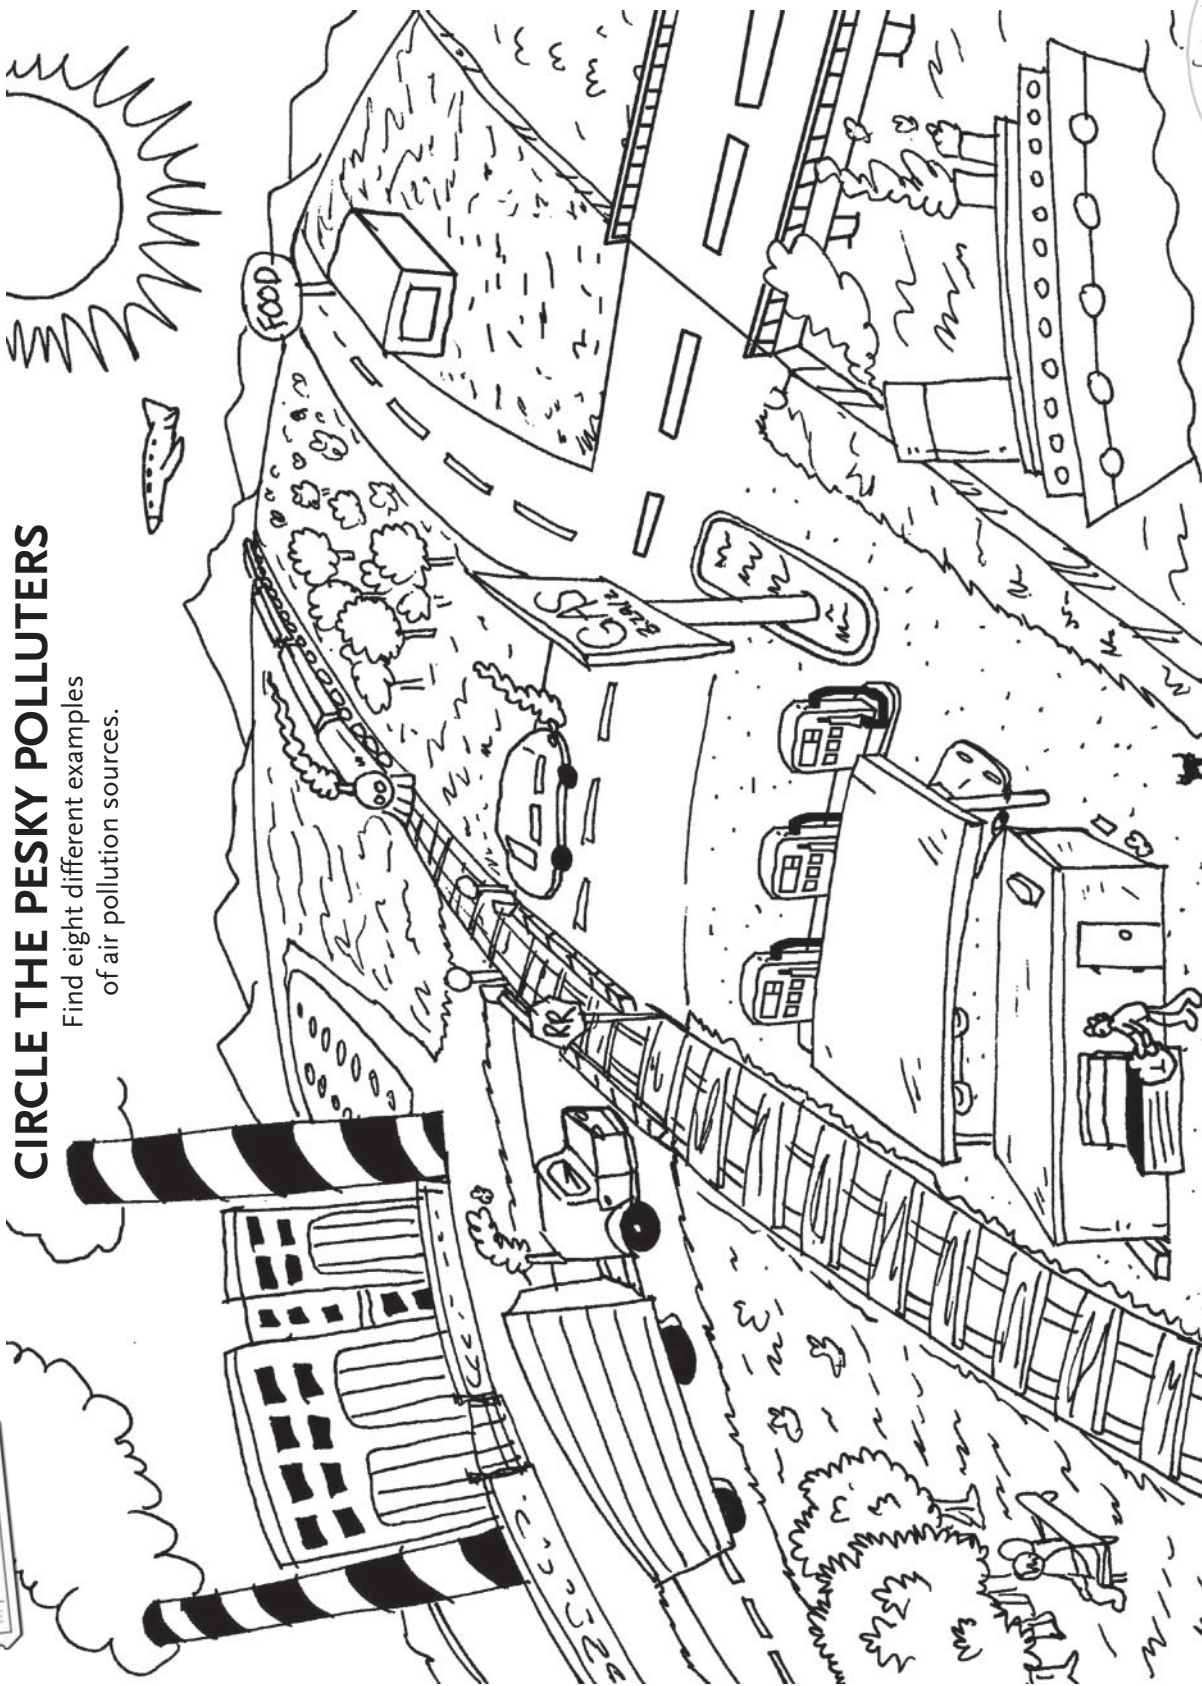 CIRCLE THE PESKY POLLUTERS
Find eight different examples
of air pollution sources.
FOOD
GAS
RR